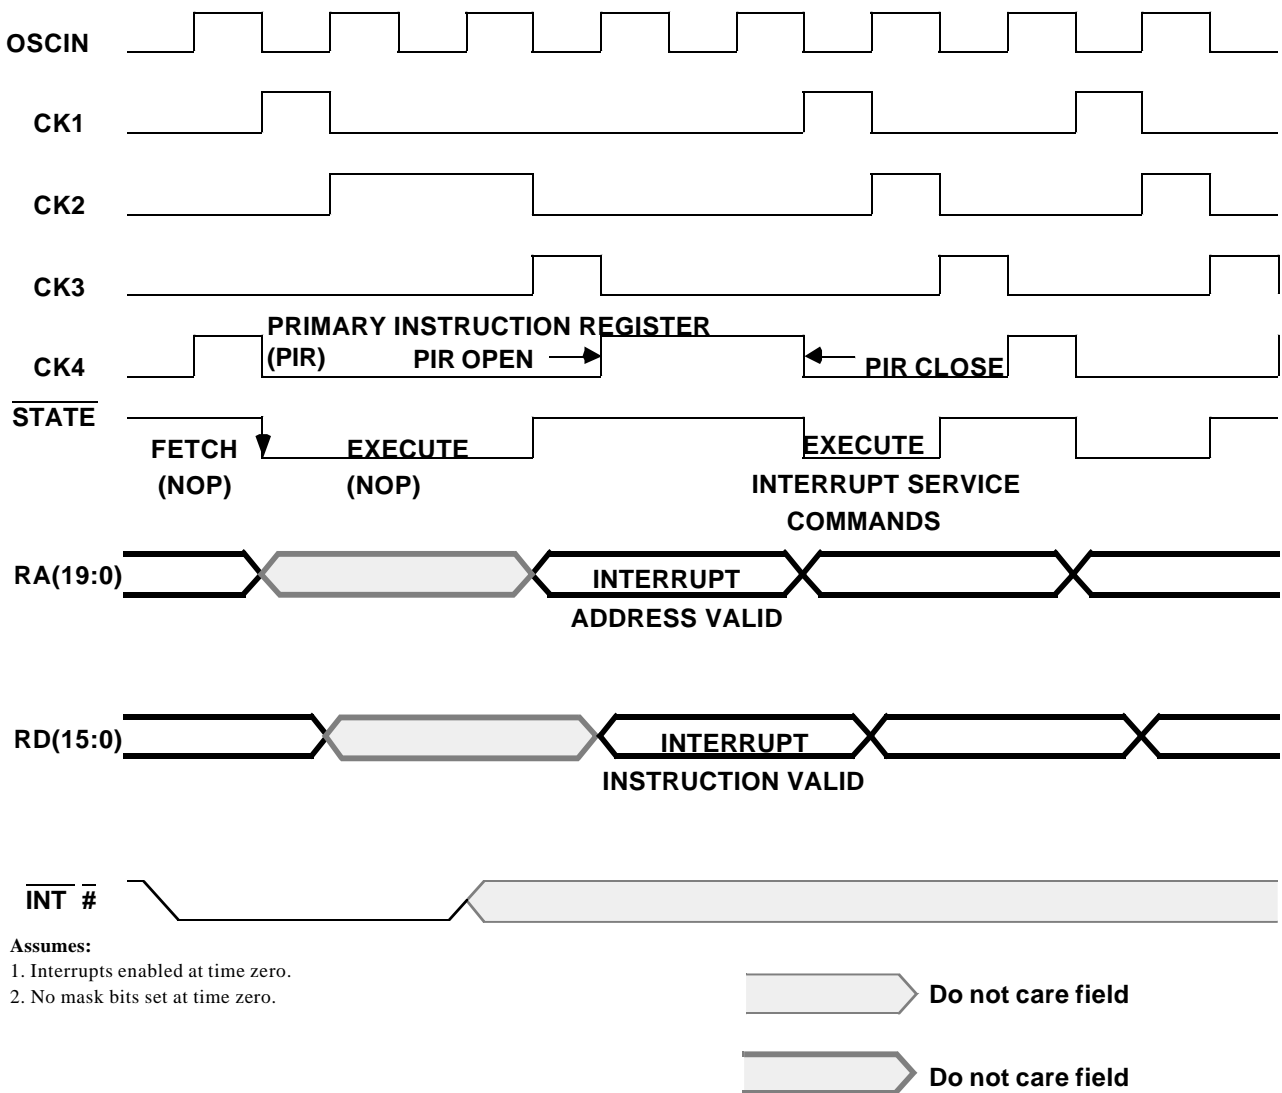 OSCIN
CK1
CK2
CK3
PRIMARY INSTRUCTION REGISTER
(PIR) PIR OPEN
CK4 PIR CLOSE
STATE
FETCH EXECUTE EXECUTE
(NOP) (NOP) INTERRUPT SERVICE
COMMANDS
RA(19:0) INTERRUPT
ADDRESS VALID
RD(15:0) INTERRUPT
INSTRUCTION VALID
INT #
Assumes:
1. Interrupts enabled at time zero.
2. No mask bits set at time zero.
Do not care field
Do not care field